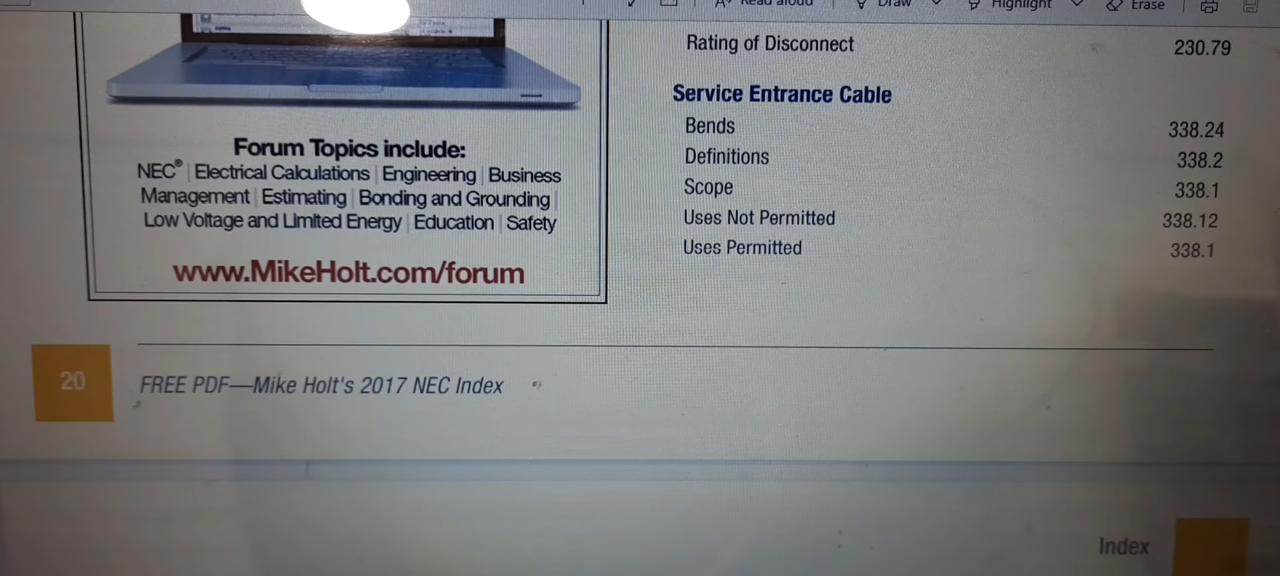 Read aloud
Draw
Highlight
Erase
Forum Topics include:
NEC® | Electrical Calculations | Engineering | Business
Management | Estimating | Bonding and Grounding |
Low Voltage and Limited Energy | Education | Safety
www.MikeHolt.com/forum
Rating of Disconnect 230.79
Service Entrance Cable
Bends 338.24
Definitions 338.2
Scope 338.1
Uses Not Permitted 338.12
Uses Permitted 338.1
20
FREE PDF—Mike Holt's 2017 NEC Index
Index